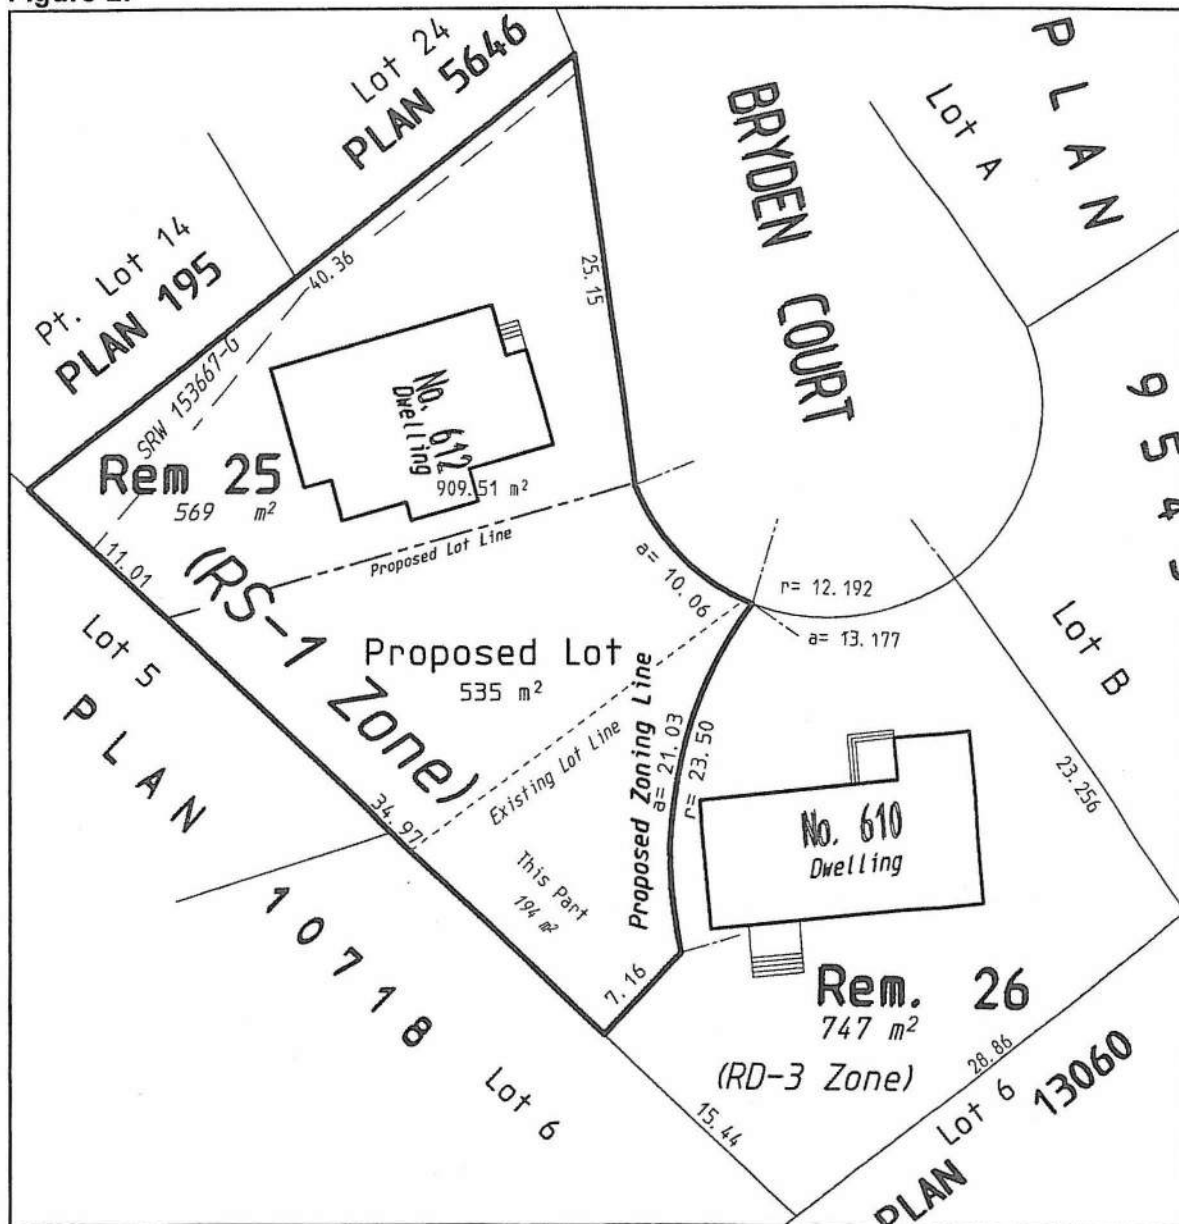 Lot 24
PLAN 5646
Pt. Lot 14
PLAN 195
BRYDEN COURT
PLAN
Lot A
40.36
25.15
SRW 153667-G
No. 612
Dwelling
909.51 m²
Rem 25
569 m²
11.01
Proposed Lot Line
(RS-1 Zone)
a= 10.06
r= 12.192
a= 13.177
9543
Lot B
Lot 5
PLAN
Proposed Lot
535 m²
Existing Lot Line
Proposed Zoning Line
a= 21.03
r= 23.50
34.97
This Part
194 m²
No. 610
Dwelling
23.256
7.16
10718
Lot 6
Rem. 26
747 m²
(RD-3 Zone)
28.86
15.44
Lot 6
PLAN 13060